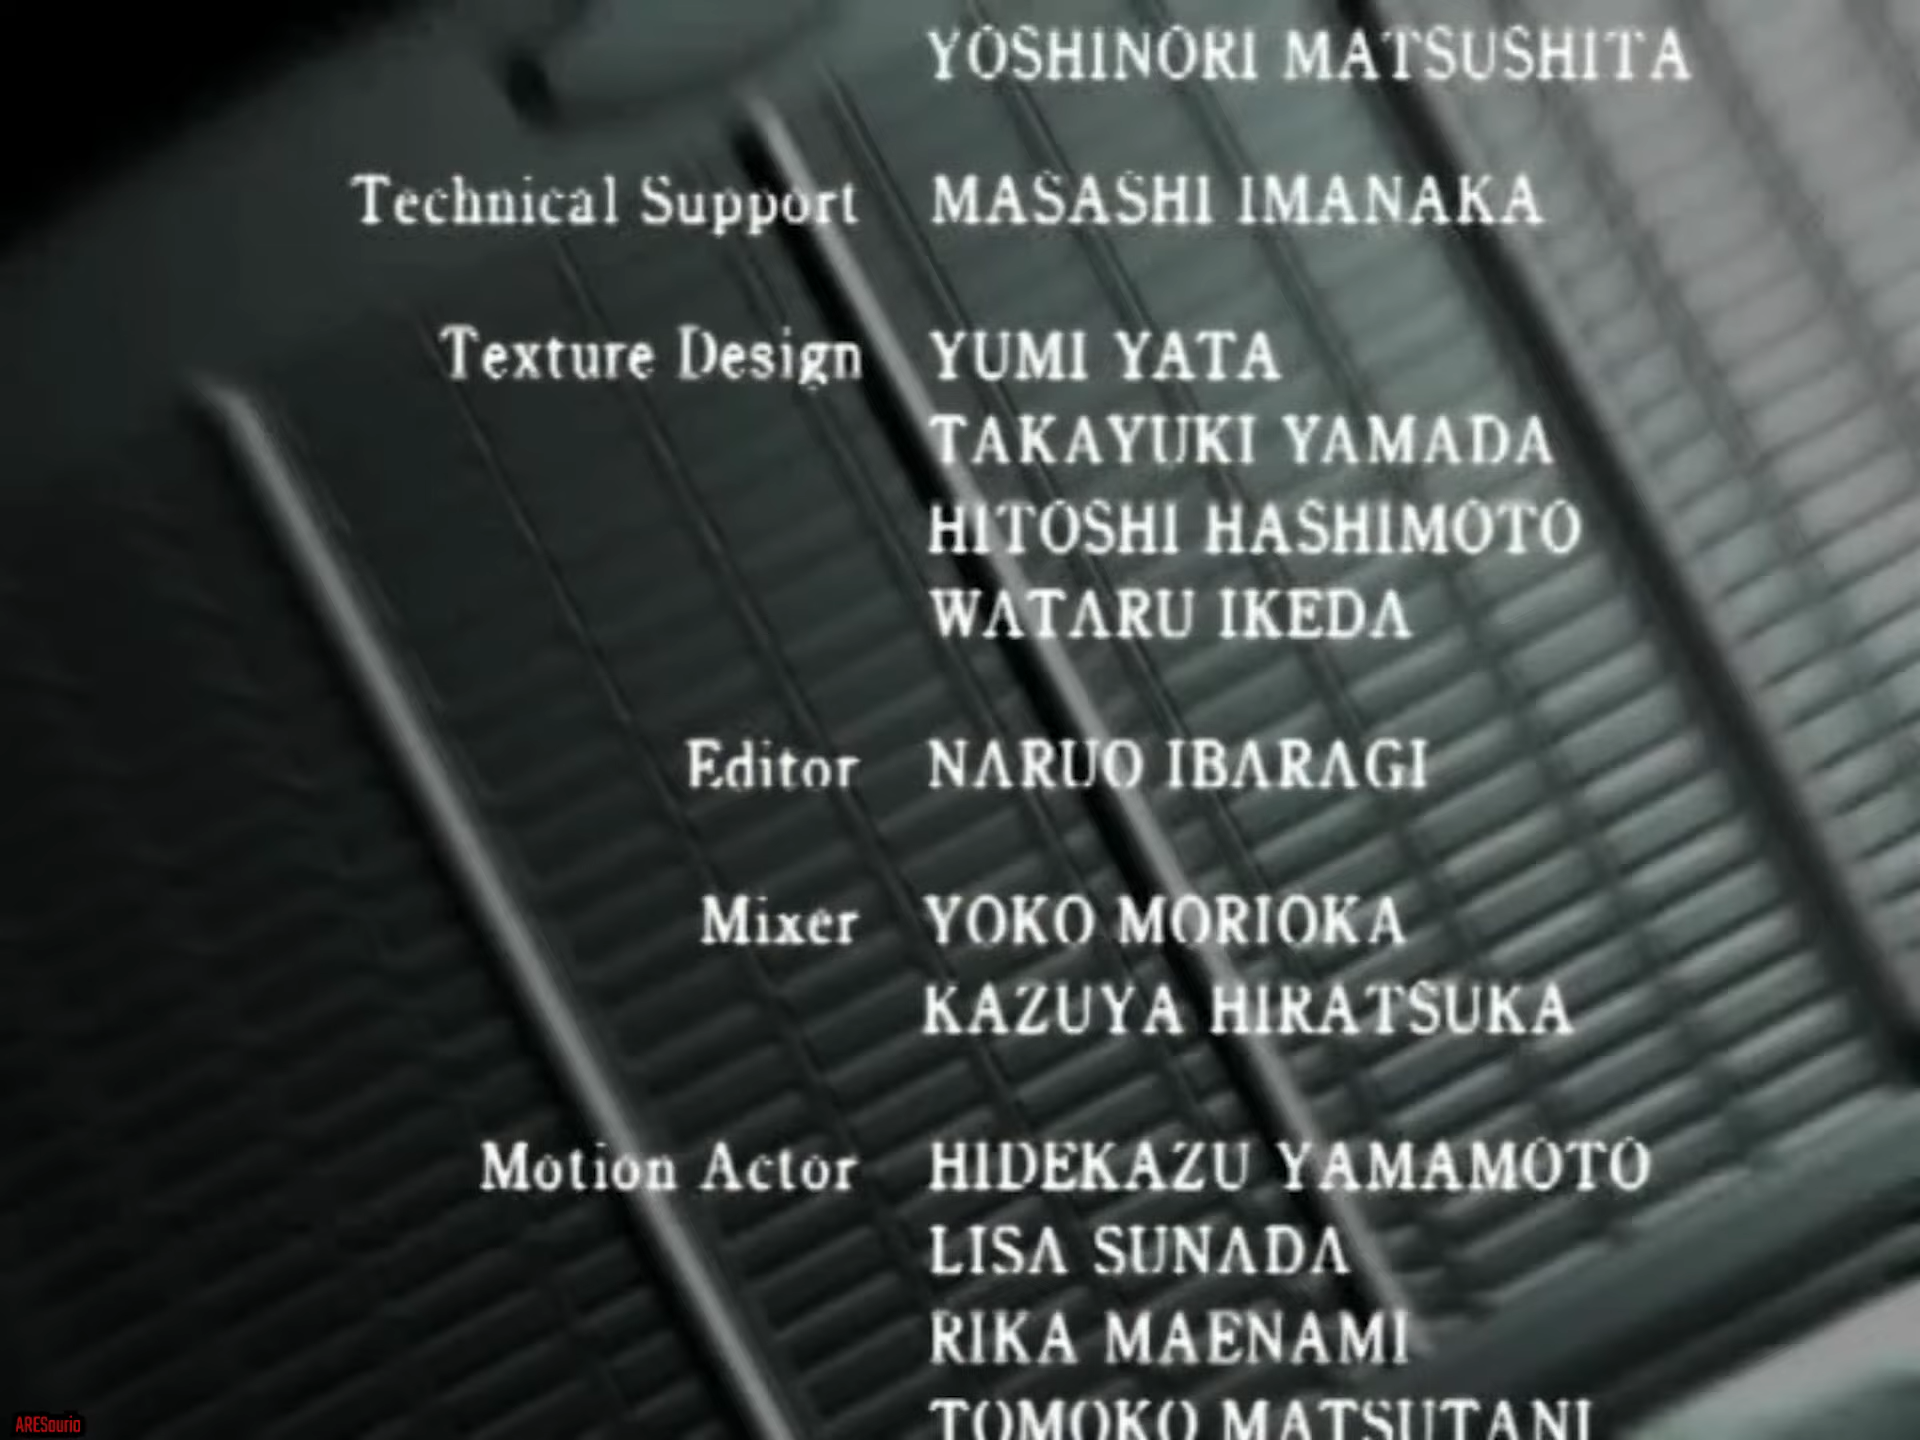 YOSHINORI MATSUSHITA
Technical Support MASASHI IMANAKA
Texture Design YUMI YATA
TAKAYUKI YAMADA
HITOSHI HASHIMOTO
WATARU IKEDA
Editor NARUO IBARAGI
Mixer YOKO MORIOKA
KAZUYA HIRATSUKA
Motion Actor HIDEKAZU YAMAMOTO
LISA SUNADA
RIKA MAENAMI
TOMOKO MATSUTANI
ARESauria